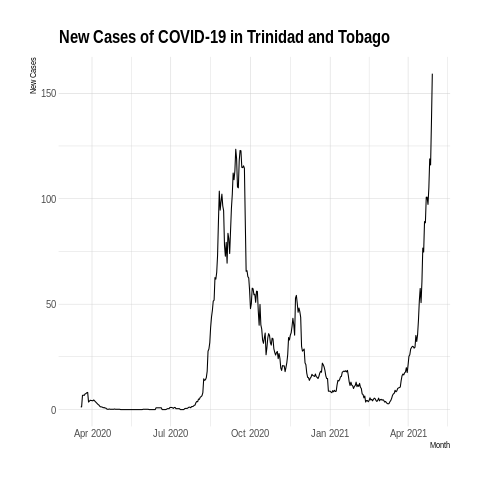 New Cases of COVID-19 in Trinidad and Tobago
New Cases
150
100
50
0
Apr 2020 Jul 2020 Oct 2020 Jan 2021 Apr 2021
Month